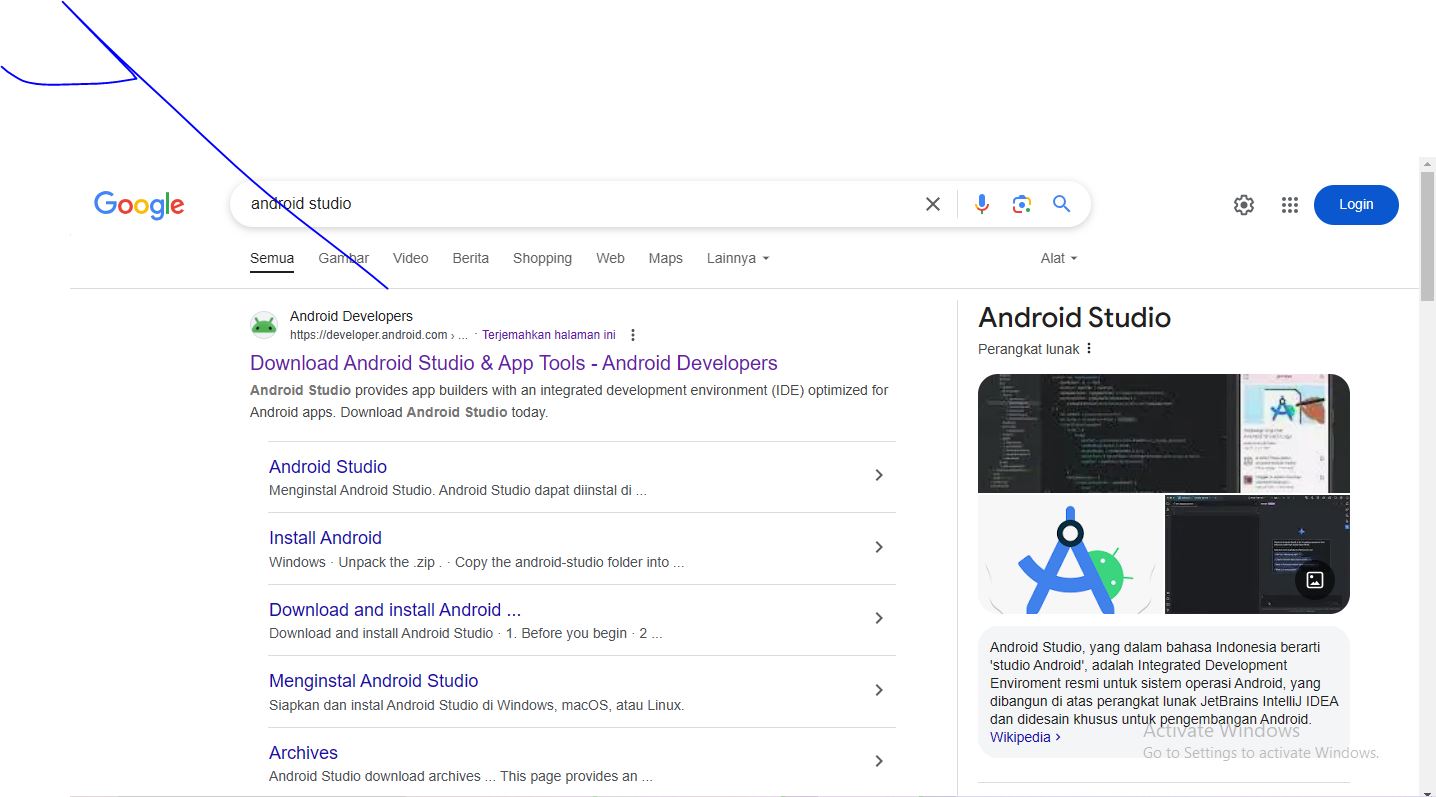 Google
android studio
Login
Semua Gambar Video Berita Shopping Web Maps Lainnya Alat
Android Developers
https://developer.android.com › ... · Terjemahkan halaman ini
Download Android Studio & App Tools - Android Developers
Android Studio provides app builders with an integrated development environment (IDE) optimized for
Android apps. Download Android Studio today.
Android Studio
Menginstal Android Studio. Android Studio dapat diinstal di ...
Install Android
Windows · Unpack the .zip . · Copy the android-studio folder into ...
Download and install Android ...
Download and install Android Studio · 1. Before you begin · 2 ...
Menginstal Android Studio
Siapkan dan instal Android Studio di Windows, macOS, atau Linux.
Archives
Android Studio download archives ... This page provides an ...
Android Studio
Perangkat lunak
Android Studio, yang dalam bahasa Indonesia berarti
'studio Android', adalah Integrated Development
Enviroment resmi untuk sistem operasi Android, yang
dibangun di atas perangkat lunak JetBrains IntelliJ IDEA
dan didesain khusus untuk pengembangan Android.
Wikipedia ›
Activate Windows
Go to Settings to activate Windows.